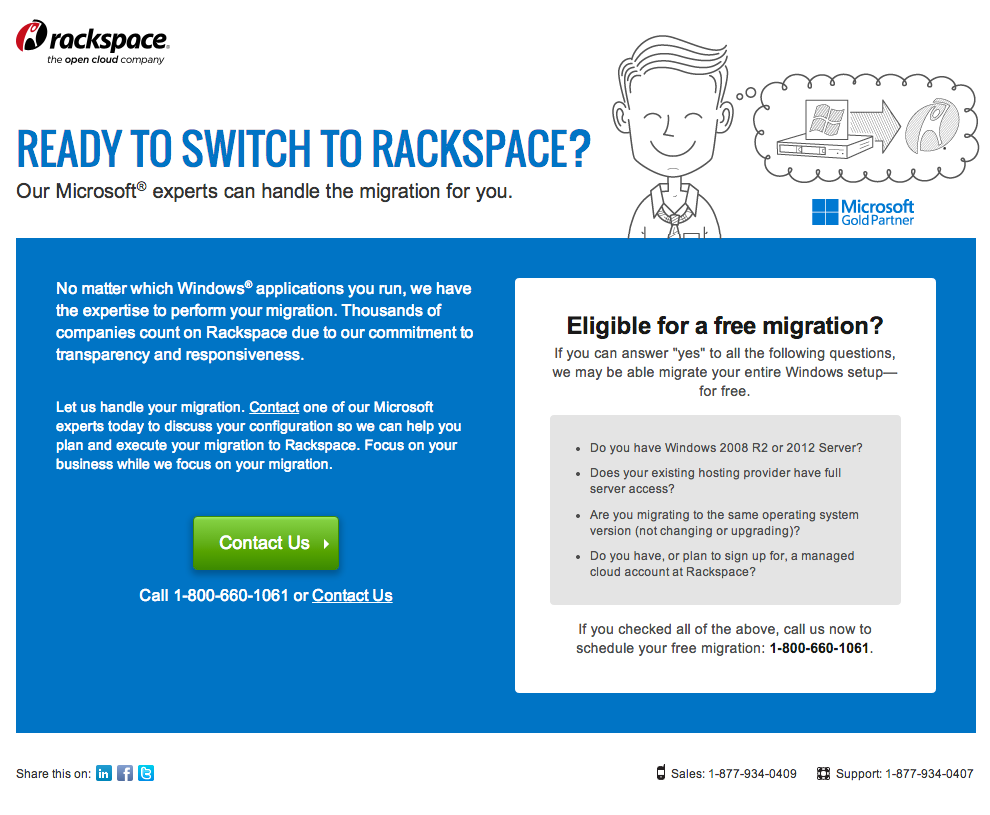 rackspace.
the open cloud company
READY TO SWITCH TO RACKSPACE?
Our Microsoft® experts can handle the migration for you.
Microsoft
Gold Partner
No matter which Windows® applications you run, we have
the expertise to perform your migration. Thousands of
companies count on Rackspace due to our commitment to
transparency and responsiveness.
Let us handle your migration. Contact one of our Microsoft
experts today to discuss your configuration so we can help you
plan and execute your migration to Rackspace. Focus on your
business while we focus on your migration.
Contact Us
Call 1-800-660-1061 or Contact Us
Eligible for a free migration?
If you can answer "yes" to all the following questions,
we may be able migrate your entire Windows setup—
for free.
• Do you have Windows 2008 R2 or 2012 Server?
• Does your existing hosting provider have full
server access?
• Are you migrating to the same operating system
version (not changing or upgrading)?
• Do you have, or plan to sign up for, a managed
cloud account at Rackspace?
If you checked all of the above, call us now to
schedule your free migration: 1-800-660-1061.
Share this on:
Sales: 1-877-934-0409
Support: 1-877-934-0407